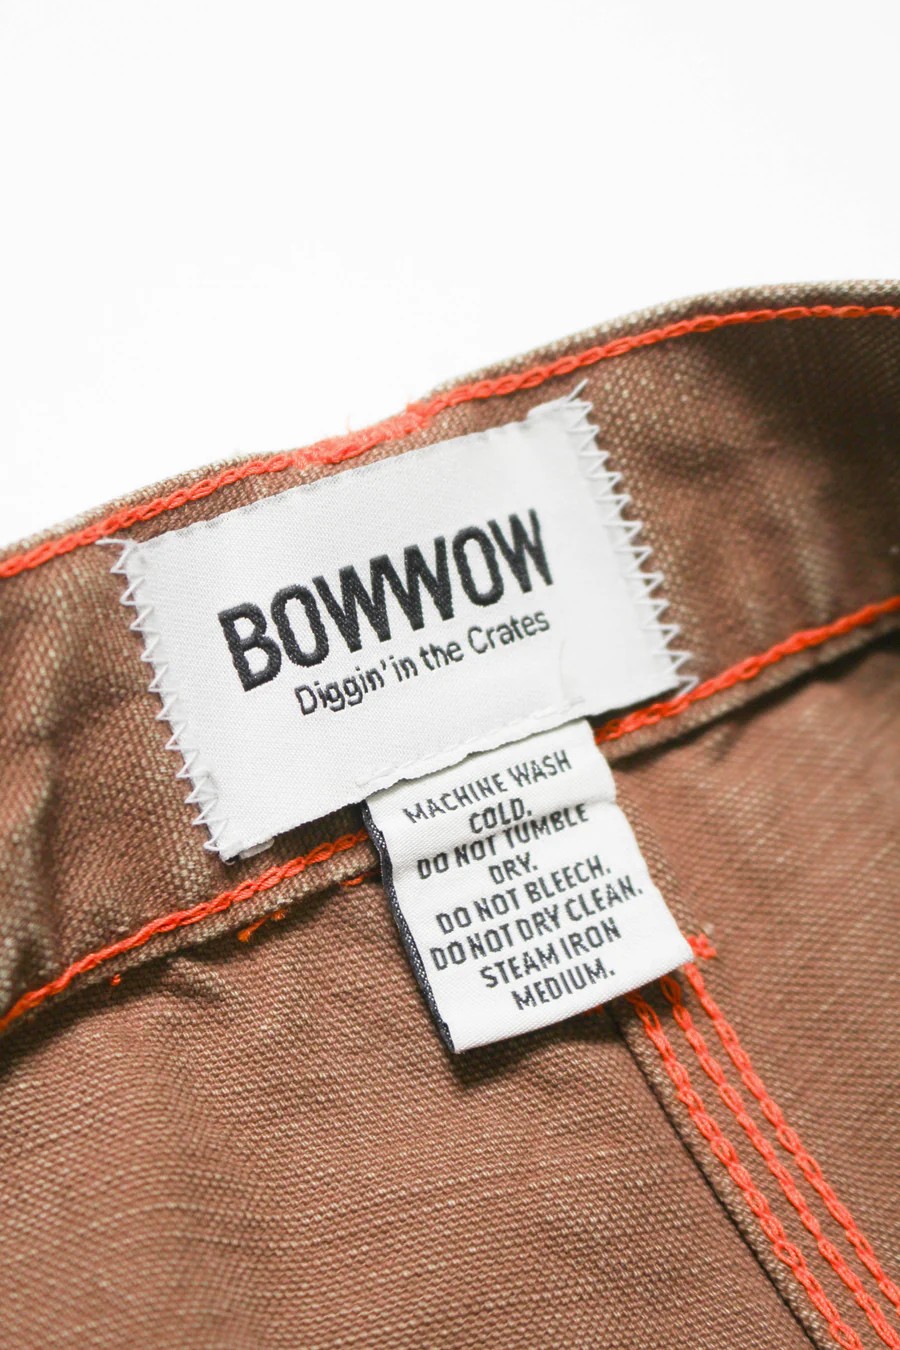 BOWWOW
Diggin' in the Crates
MACHINE WASH
COLD.
DO NOT TUMBLE
DRY.
DO NOT BLEECH.
DO NOT DRY CLEAN.
STEAM IRON
MEDIUM.